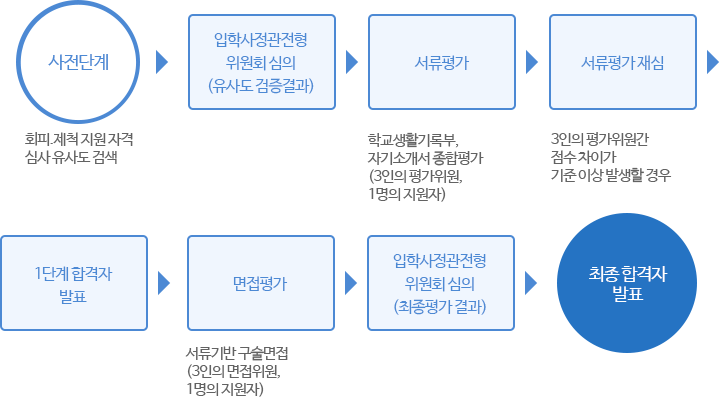 사전단계
회피.제척 지원 자격
심사 유사도 검색
입학사정관전형
위원회 심의
(유사도 검증결과)
서류평가
학교생활기록부,
자기소개서 종합평가
(3인의 평가위원,
1명의 지원자)
서류평가 재심
3인의 평가위원간
점수 차이가
기준 이상 발생할 경우
1단계 합격자
발표
면접평가
서류기반 구술면접
(3인의 면접위원,
1명의 지원자)
입학사정관전형
위원회 심의
(최종평가 결과)
최종 합격자
발표